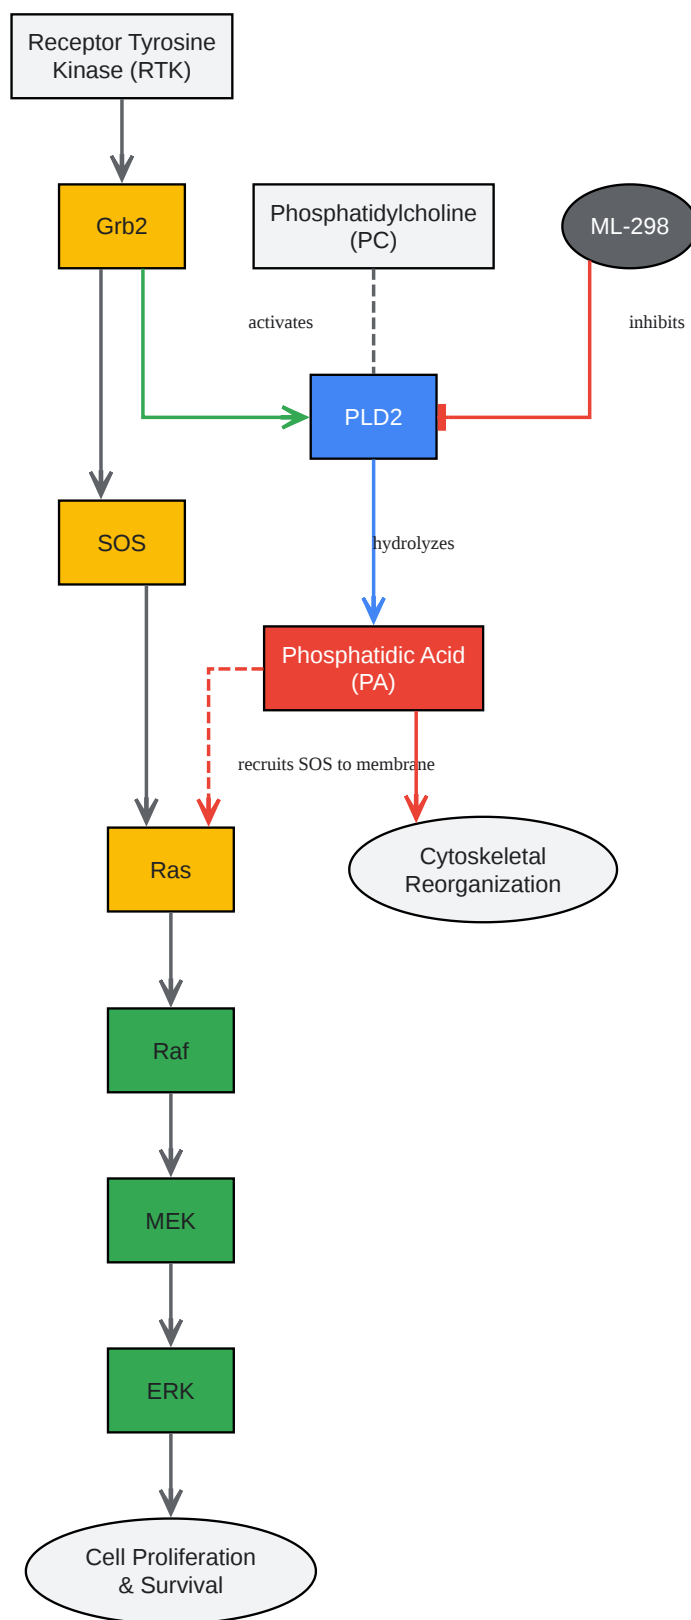 Receptor Tyrosine
Kinase (RTK)
Grb2
Phosphatidylcholine
(PC)
ML-298
activates
inhibits
PLD2
SOS
hydrolyzes
Phosphatidic Acid
(PA)
recruits SOS to membrane
Ras
Cytoskeletal
Reorganization
Raf
MEK
ERK
Cell Proliferation
& Survival